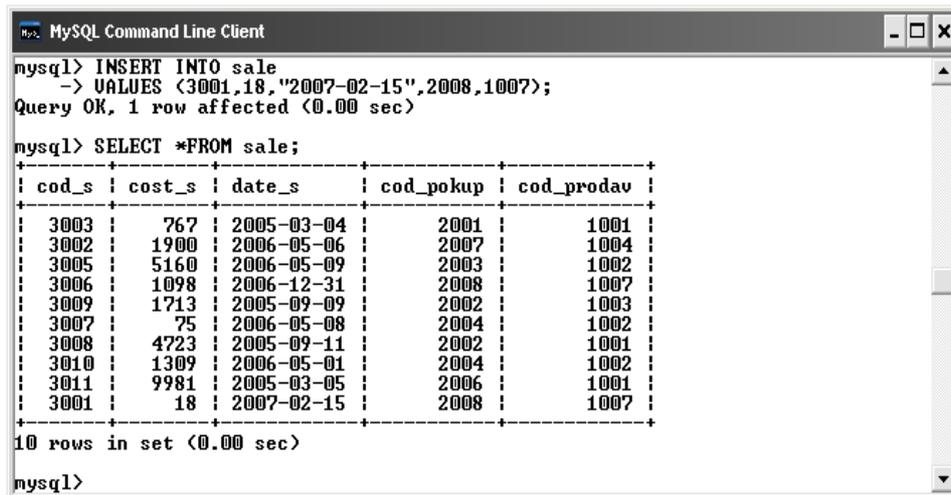 MySQL Command Line Client
mysql> INSERT INTO sale
    -> VALUES (3001,18,"2007-02-15",2008,1007);
Query OK, 1 row affected (0.00 sec)
mysql> SELECT *FROM sale;
+-------+--------+------------+-----------+------------+
| cod_s | cost_s | date_s     | cod_pokup | cod_prodav |
+-------+--------+------------+-----------+------------+
|  3003 |    767 | 2005-03-04 |      2001 |       1001 |
|  3002 |   1900 | 2006-05-06 |      2007 |       1004 |
|  3005 |   5160 | 2006-05-09 |      2003 |       1002 |
|  3006 |   1098 | 2006-12-31 |      2008 |       1007 |
|  3009 |   1713 | 2005-09-09 |      2002 |       1003 |
|  3007 |     75 | 2006-05-08 |      2004 |       1002 |
|  3008 |   4723 | 2005-09-11 |      2002 |       1001 |
|  3010 |   1309 | 2006-05-01 |      2004 |       1002 |
|  3011 |   9981 | 2005-03-05 |      2006 |       1001 |
|  3001 |     18 | 2007-02-15 |      2008 |       1007 |
+-------+--------+------------+-----------+------------+
10 rows in set (0.00 sec)
mysql>